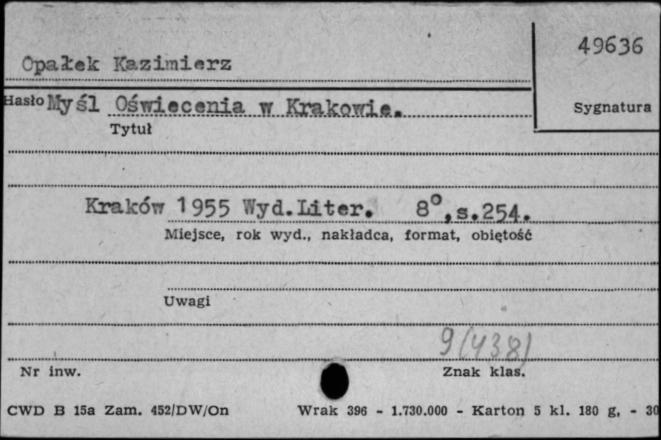 49636
Opałek Kazimierz
Hasło Myśl Oświecenia w Krakowie. Sygnatura
Tytuł
Kraków 1955 Wyd.Liter. 8°,s.254.
Miejsce, rok wyd., nakładca, format, obiętość
Uwagi
9(438)
Nr inw. Znak klas.
CWD B 15a Zam. 452/DW/On Wrak 396 - 1.730.000 - Karton 5 kl. 180 g, - 30